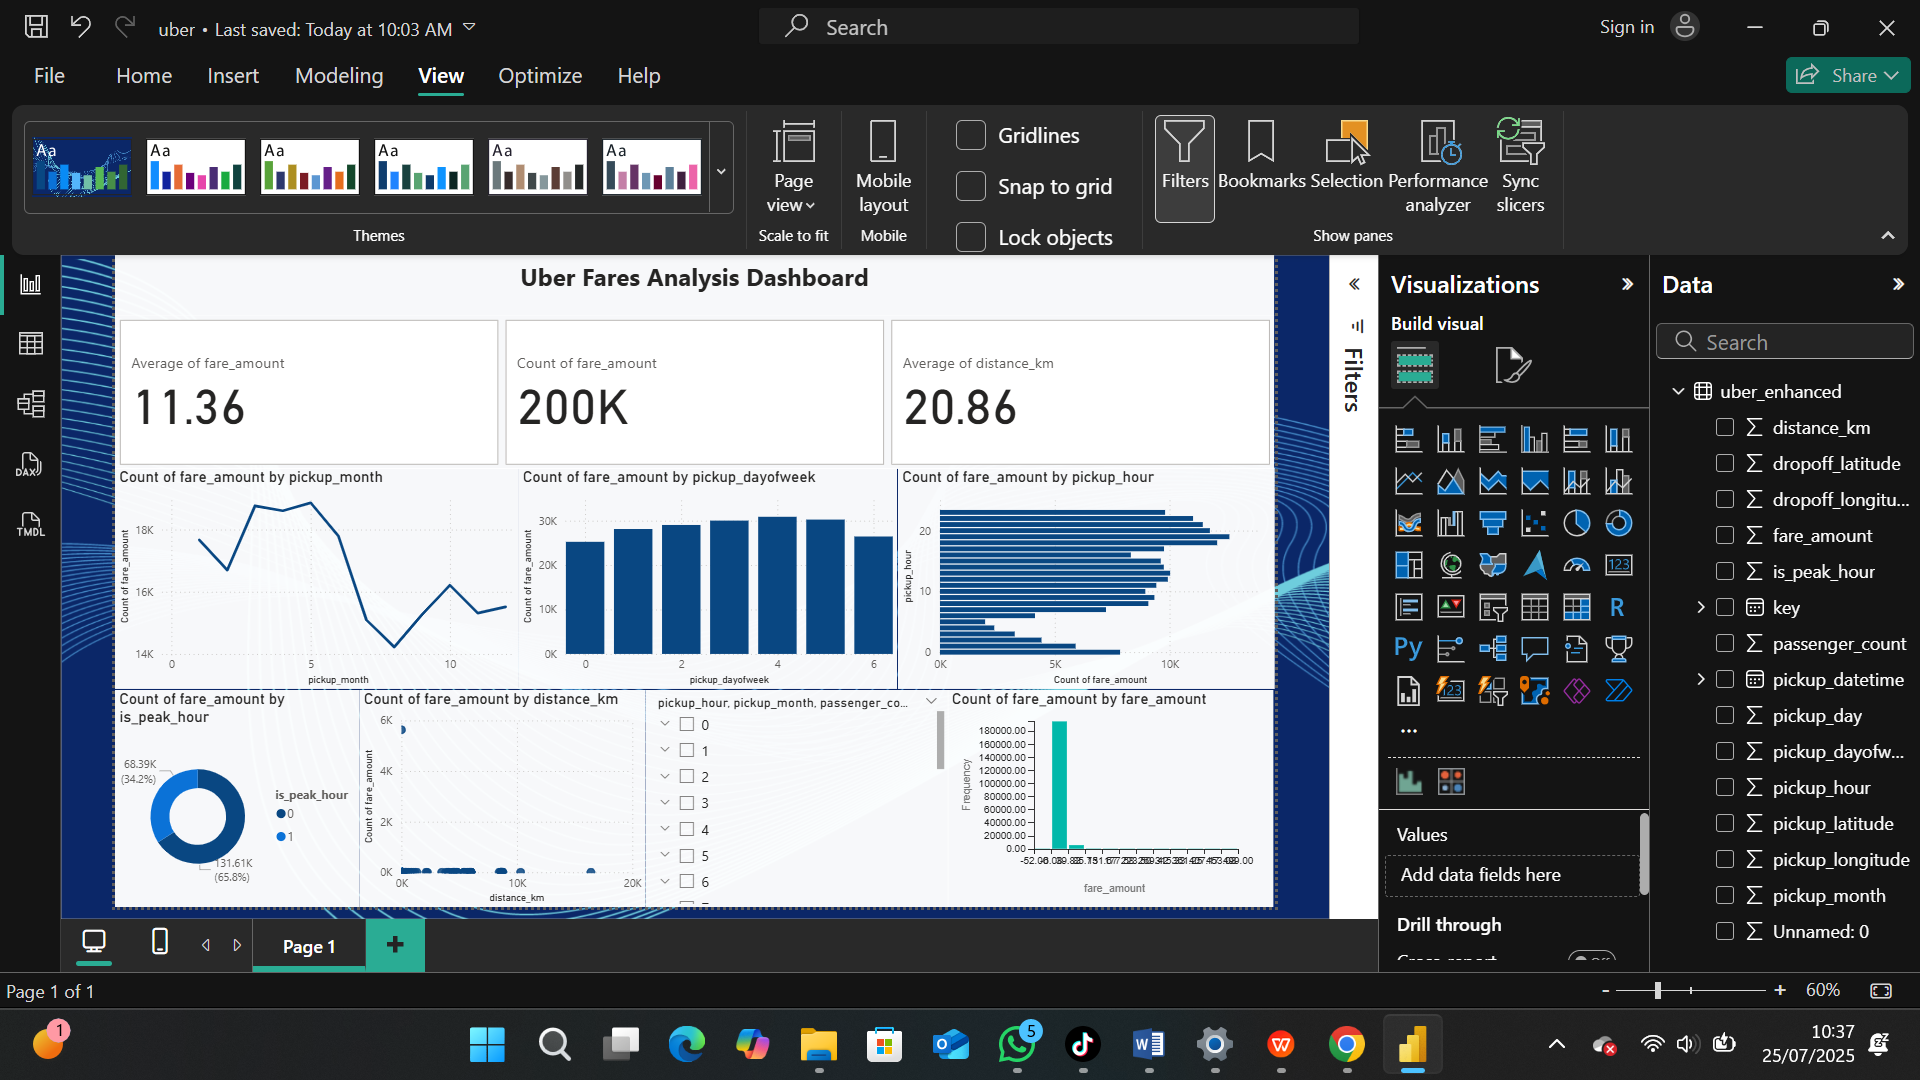 uber • Last saved: Today at 10:03 AM
Search
Sign in
File Home Insert Modeling View Optimize Help
Share
Aa Aa Aa Aa Aa Aa
Themes
Page view
Scale to fit
Mobile layout
Mobile
Gridlines
Snap to grid
Lock objects
Filters
Bookmarks
Selection
Performance analyzer
Sync slicers
Show panes
DAX
TMDL
Uber Fares Analysis Dashboard
Average of fare_amount
11.36
Count of fare_amount
200K
Average of distance_km
20.86
Count of fare_amount by pickup_month
Count of fare_amount
18K
16K
14K
0 5 10
pickup_month
Count of fare_amount by pickup_dayofweek
Count of fare_amount
30K
20K
10K
0K
0 2 4 6
pickup_dayofweek
Count of fare_amount by pickup_hour
pickup_hour
20
10
0
0K 5K 10K
Count of fare_amount
Count of fare_amount by
is_peak_hour
68.39K
(34.2%)
131.61K
(65.8%)
is_peak_hour
0
1
Count of fare_amount by distance_km
Count of fare_amount
6K
4K
2K
0K
0K 10K 20K
distance_km
pickup_hour, pickup_month, passenger_co...
0
1
2
3
4
5
6
Count of fare_amount by fare_amount
Frequency
180000.00
160000.00
140000.00
120000.00
100000.00
80000.00
60000.00
40000.00
20000.00
0.00
fare_amount
Filters
Visualizations
Build visual
123
R
Py
123
...
Values
Add data fields here
Drill through
Cross-report
Off
Data
Search
uber_enhanced
distance_km
dropoff_latitude
dropoff_longitu...
fare_amount
is_peak_hour
key
passenger_count
pickup_datetime
pickup_day
pickup_dayofw...
pickup_hour
pickup_latitude
pickup_longitude
pickup_month
Unnamed: 0
Page 1
+
Page 1 of 1
- + 60%
1
5
10:37
25/07/2025